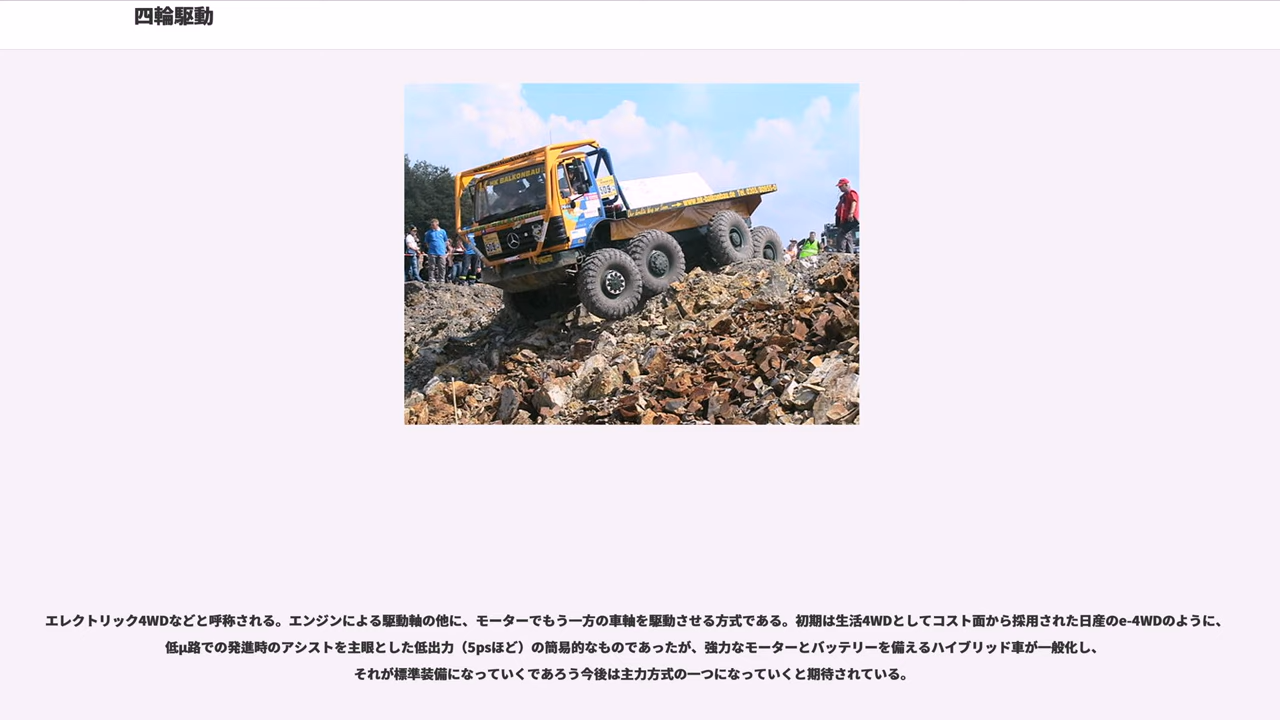 四輪駆動
BALKONBAU
509
エレクトリック4WDなどと呼称される。エンジンによる駆動軸の他に、モーターでもう一方の車軸を駆動させる方式である。初期は生活4WDとしてコスト面から採用された日産のe-4WDのように、
低μ路での発進時のアシストを主眼とした低出力（5psほど）の簡易的なものであったが、強力なモーターとバッテリーを備えるハイブリッド車が一般化し、
それが標準装備になっていくであろう今後は主力方式の一つになっていくと期待されている。